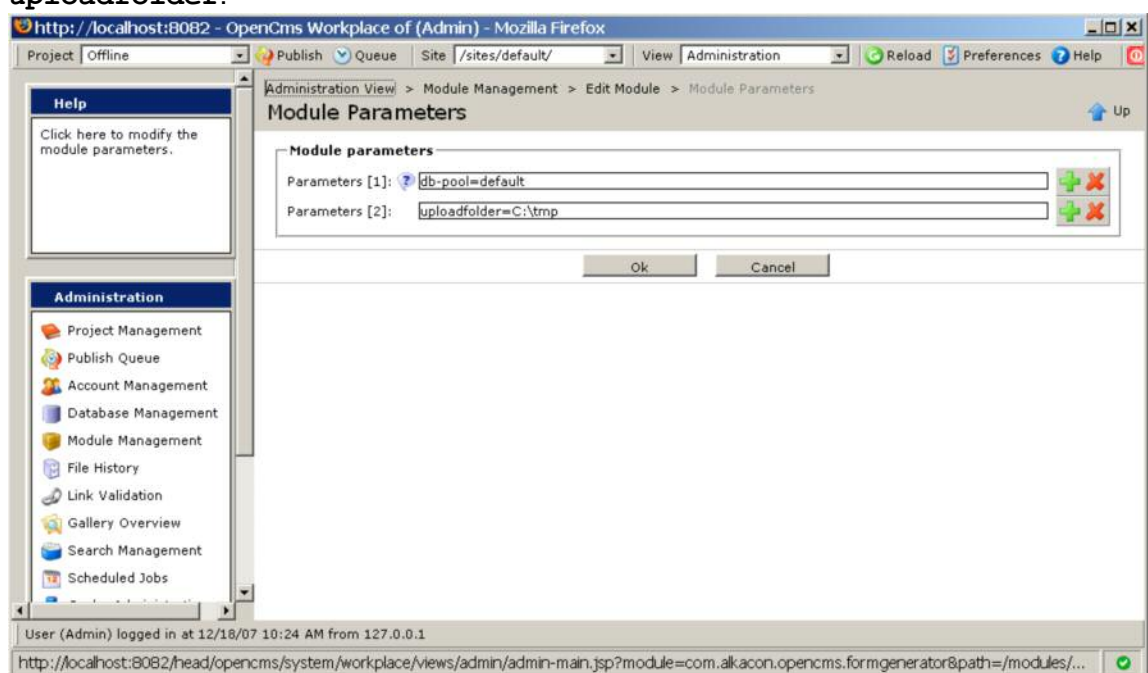 uploadfolder.
http://localhost:8082 - OpenCms Workplace of (Admin) - Mozilla Firefox
Project Offline Publish Queue Site /sites/default/ View Administration Reload Preferences Help
Administration View > Module Management > Edit Module > Module Parameters
Module Parameters Up
Help
Click here to modify the
module parameters.
Module parameters
Parameters [1]: db-pool=default
Parameters [2]: uploadfolder=C:\tmp
Ok Cancel
Administration
Project Management
Publish Queue
Account Management
Database Management
Module Management
File History
Link Validation
Gallery Overview
Search Management
Scheduled Jobs
User (Admin) logged in at 12/18/07 10:24 AM from 127.0.0.1
http://localhost:8082/head/opencms/system/workplace/views/admin/admin-main.jsp?module=com.alkacon.opencms.formgenerator&path=/modules/...